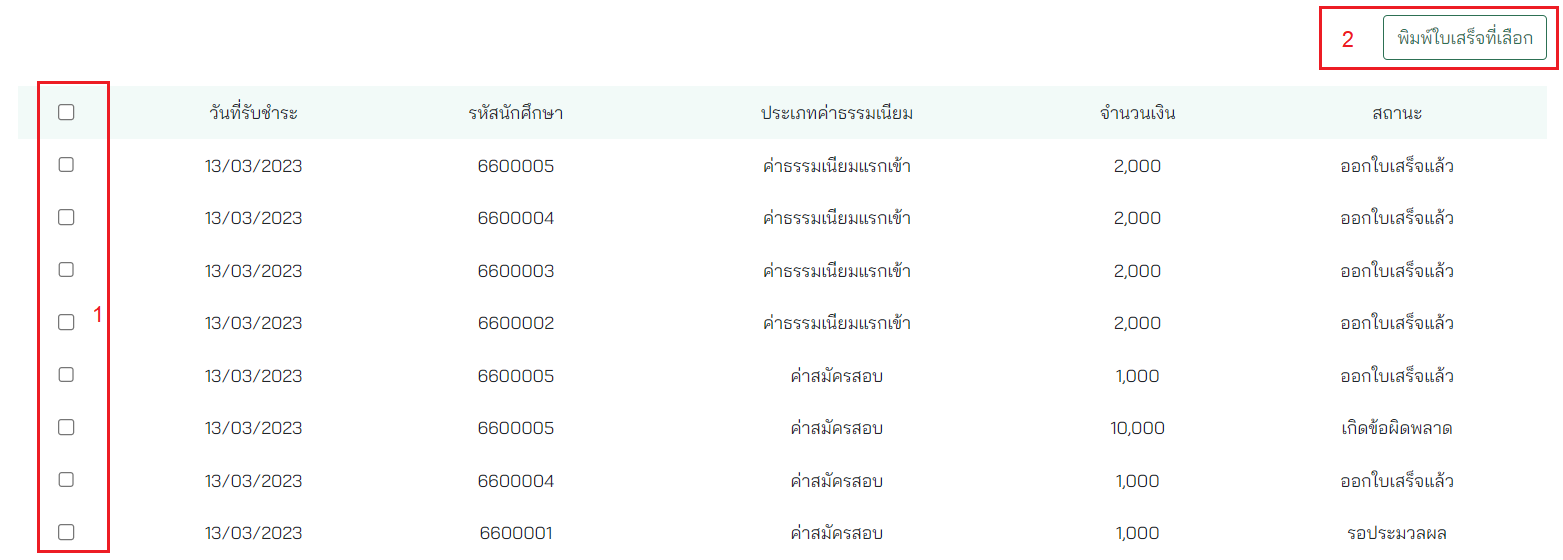 2 พิมพ์ใบเสร็จที่เลือก
วันที่รับชำระ รหัสนักศึกษา ประเภทค่าธรรมเนียม จำนวนเงิน สถานะ
13/03/2023 6600005 ค่าธรรมเนียมแรกเข้า 2,000 ออกใบเสร็จแล้ว
13/03/2023 6600004 ค่าธรรมเนียมแรกเข้า 2,000 ออกใบเสร็จแล้ว
13/03/2023 6600003 ค่าธรรมเนียมแรกเข้า 2,000 ออกใบเสร็จแล้ว
1 13/03/2023 6600002 ค่าธรรมเนียมแรกเข้า 2,000 ออกใบเสร็จแล้ว
13/03/2023 6600005 ค่าสมัครสอบ 1,000 ออกใบเสร็จแล้ว
13/03/2023 6600005 ค่าสมัครสอบ 10,000 เกิดข้อผิดพลาด
13/03/2023 6600004 ค่าสมัครสอบ 1,000 ออกใบเสร็จแล้ว
13/03/2023 6600001 ค่าสมัครสอบ 1,000 รอประมวลผล